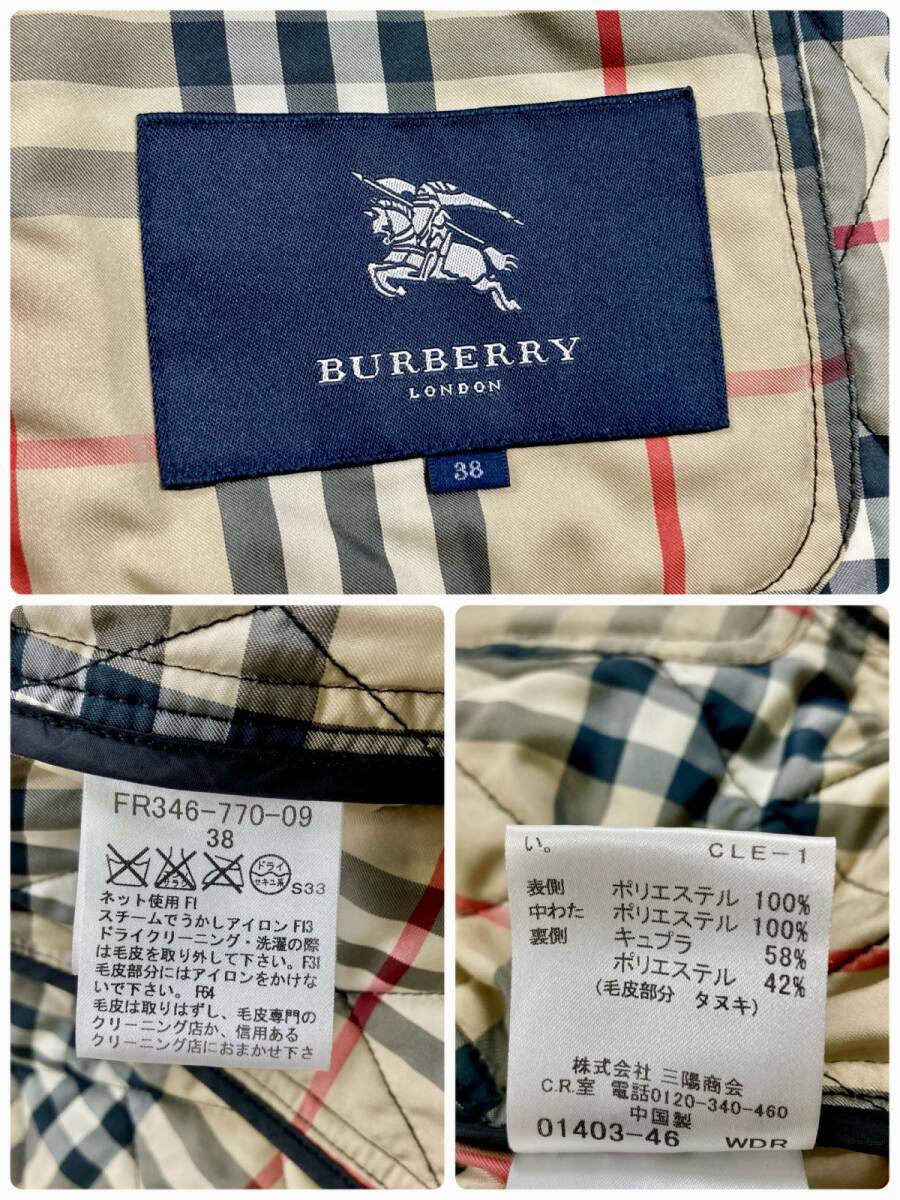 BURBERRY
LONDON
38
FR346-770-09
38
ドライ
セキユ系
S33
ネット使用 F1
スチームでうかしアイロン F13
ドライクリーニング・洗濯の際
は毛皮を取り外して下さい。F31
毛皮部分にはアイロンをかけな
いで下さい。F64
毛皮は取りはずし、毛皮専門の
クリーニング店か、信用ある
クリーニング店におまかせ下さ
い。 CLE-1
表側 ポリエステル 100%
中わた ポリエステル 100%
裏側 キュプラ 58%
ポリエステル 42%
(毛皮部分 タヌキ)
株式会社 三陽商会
C.R.室 電話0120-340-460
中国製
01403-46 WDR